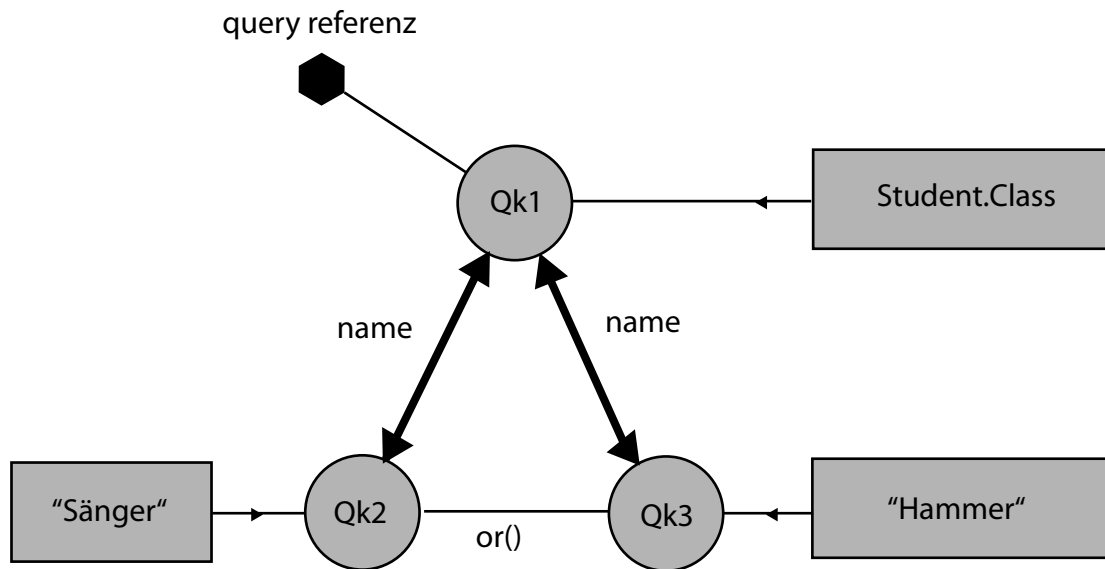 query referenz
Qk1
Student.Class
name
name
“Sänger“
Qk2
or()
Qk3
“Hammer“